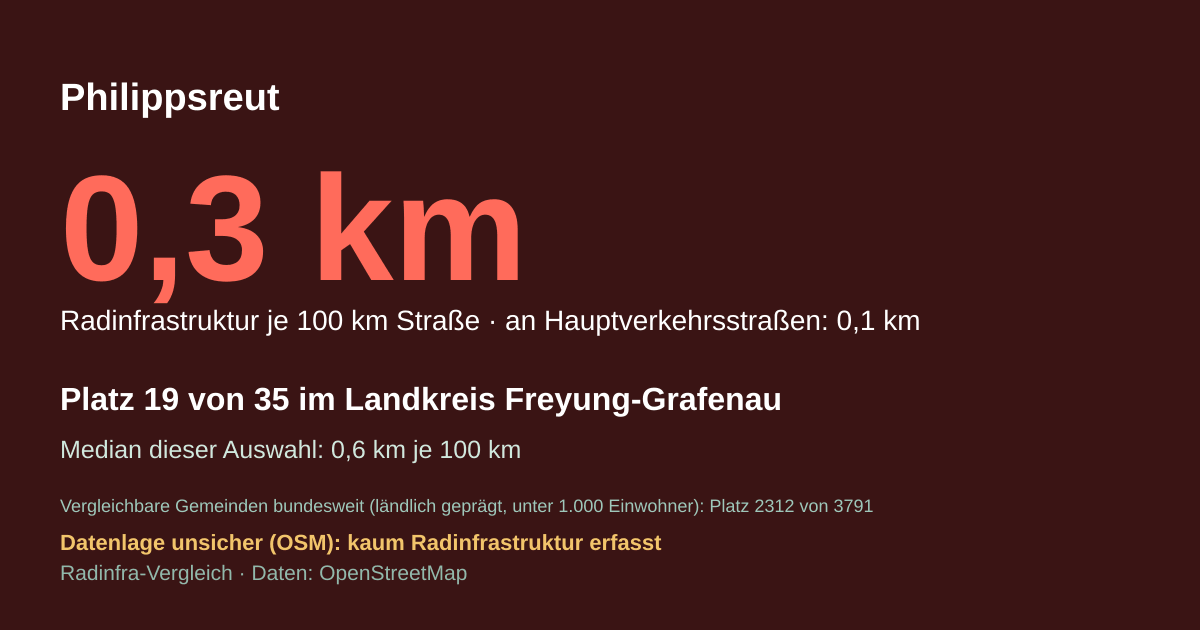 Philippsreut
0,3 km
Radinfrastruktur je 100 km Straße · an Hauptverkehrsstraßen: 0,1 km
Platz 19 von 35 im Landkreis Freyung-Grafenau
Median dieser Auswahl: 0,6 km je 100 km
Vergleichbare Gemeinden bundesweit (ländlich geprägt, unter 1.000 Einwohner): Platz 2312 von 3791
Datenlage unsicher (OSM): kaum Radinfrastruktur erfasst
Radinfra-Vergleich · Daten: OpenStreetMap